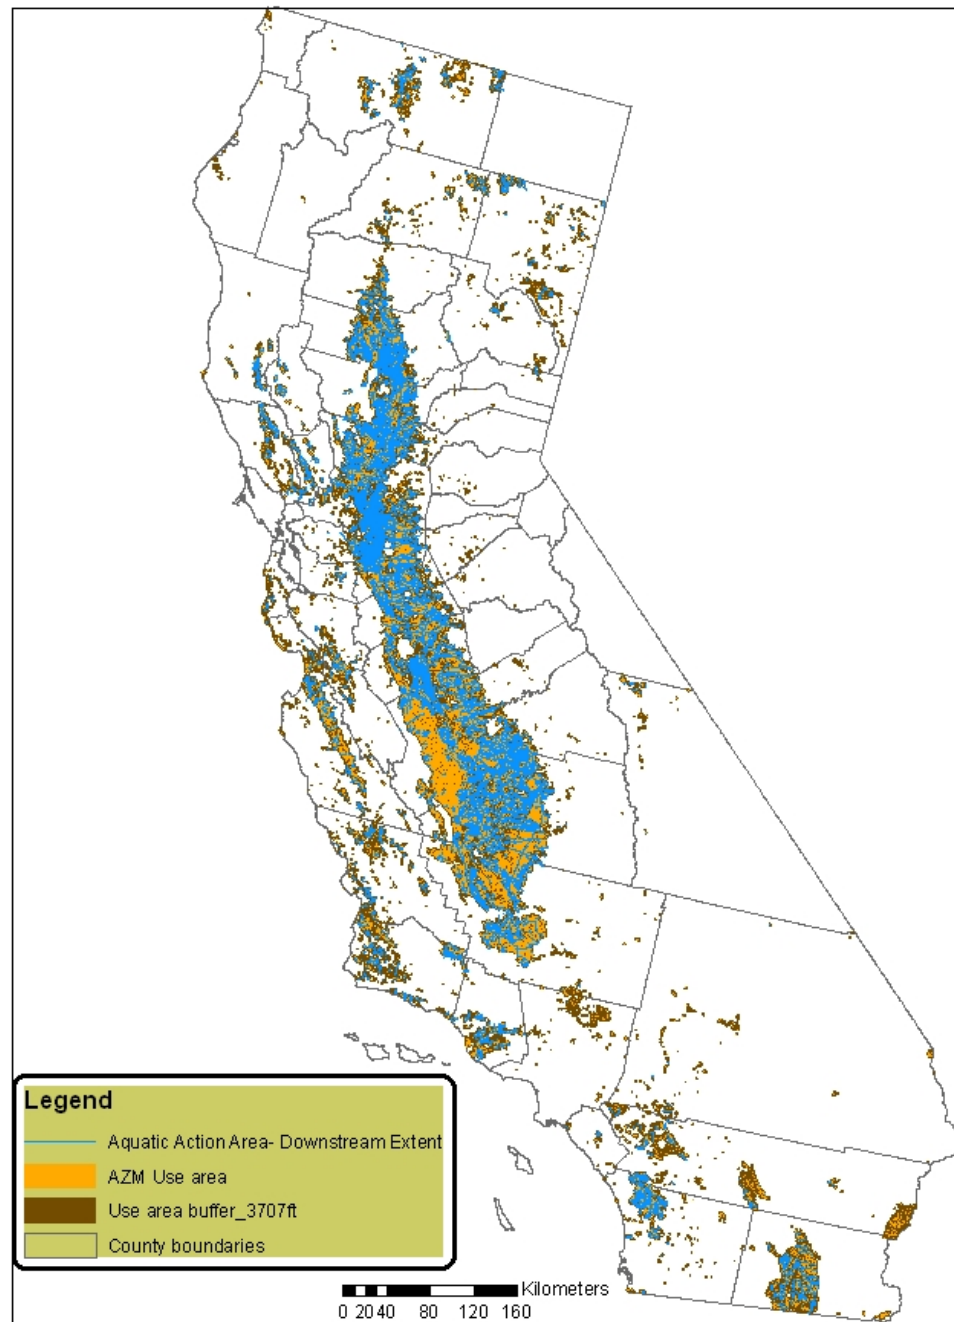 Legend
Aquatic Action Area- Downstream Extent
AZM Use area
Use area buffer_3707ft
County boundaries
Kilometers
0 20 40 80 120 160